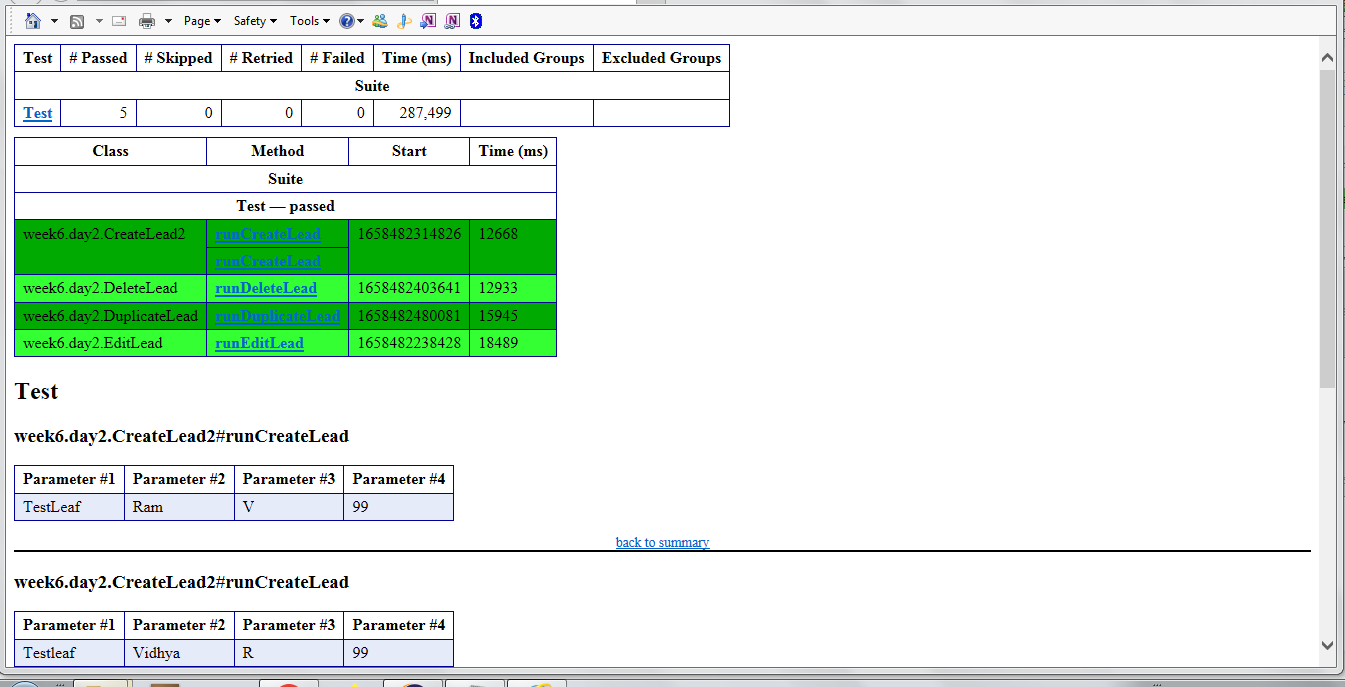 Page Safety Tools
Test # Passed # Skipped # Retried # Failed Time (ms) Included Groups Excluded Groups
Suite
Test 5 0 0 0 287,499
Class Method Start Time (ms)
Suite
Test — passed
week6.day2.CreateLead2 runCreateLead 1658482314826 12668
runCreateLead
week6.day2.DeleteLead runDeleteLead 1658482403641 12933
week6.day2.DuplicateLead runDuplicateLead 1658482480081 15945
week6.day2.EditLead runEditLead 1658482238428 18489
Test
week6.day2.CreateLead2#runCreateLead
Parameter #1 Parameter #2 Parameter #3 Parameter #4
TestLeaf Ram V 99
back to summary
week6.day2.CreateLead2#runCreateLead
Parameter #1 Parameter #2 Parameter #3 Parameter #4
Testleaf Vidhya R 99